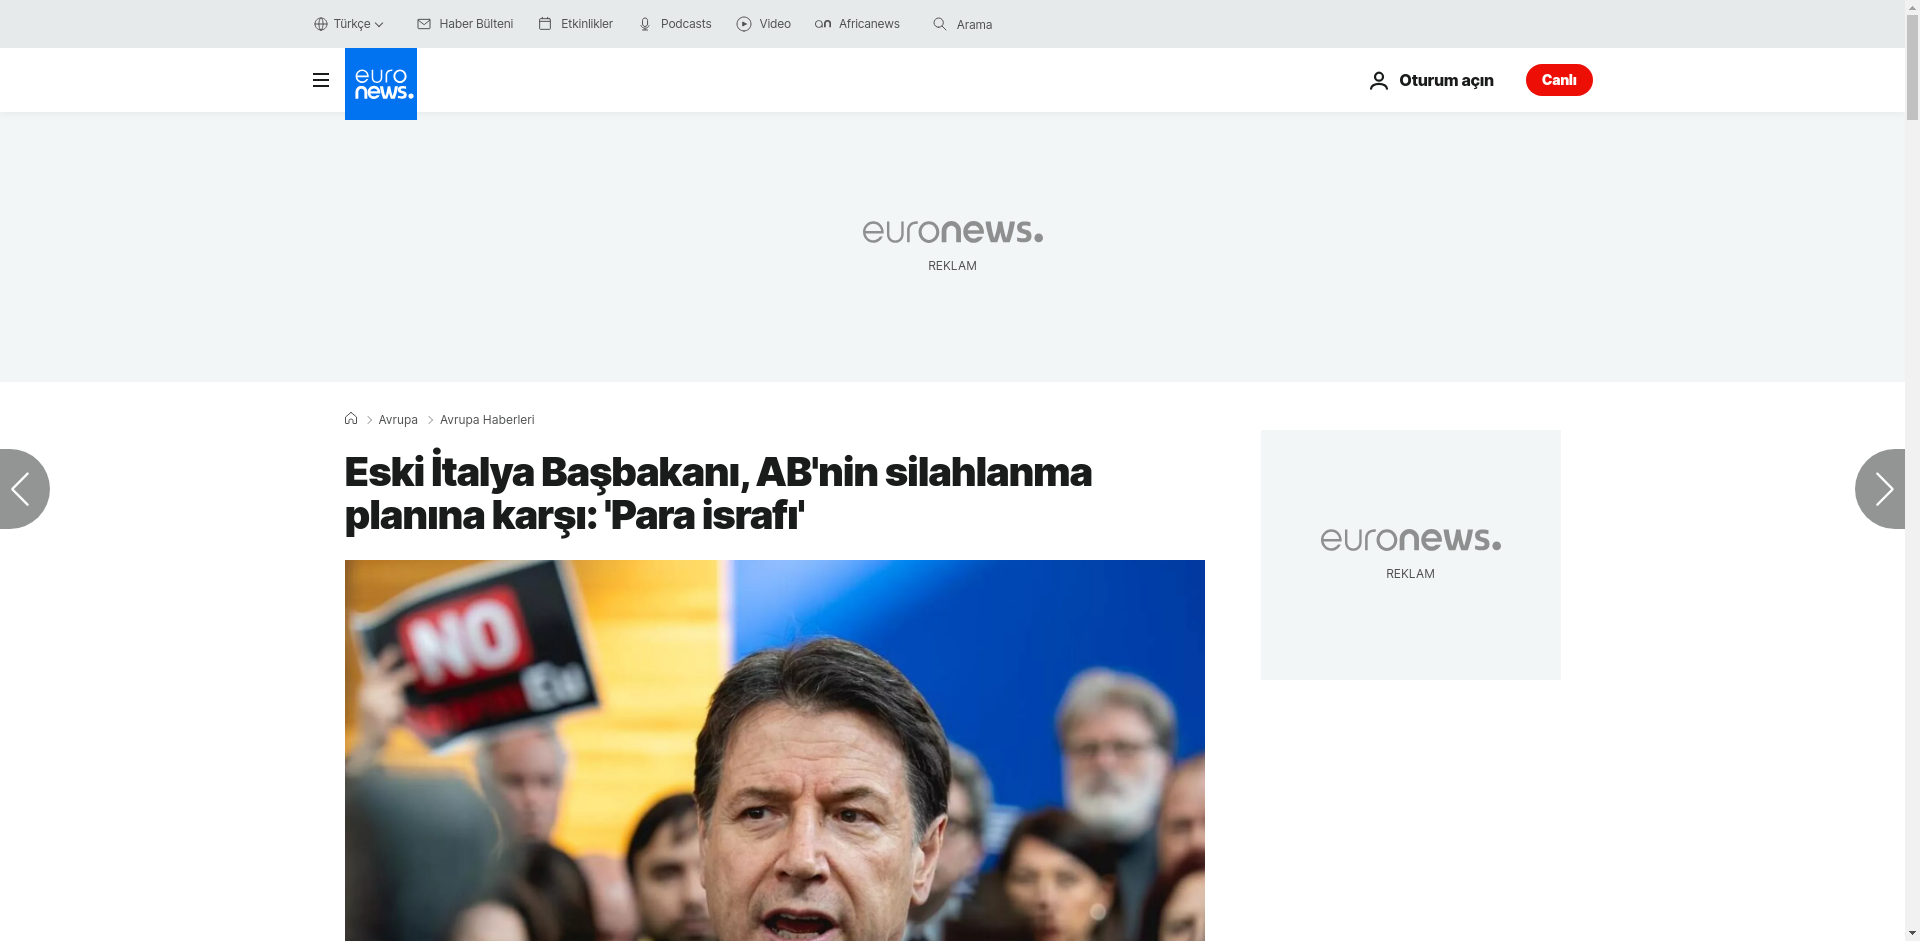 Türkçe
Haber Bülteni
Etkinlikler
Podcasts
Video
Africanews
Arama
euro
news.
Oturum açın
Canlı
euronews.
REKLAM
Avrupa
Avrupa Haberleri
Eski İtalya Başbakanı, AB'nin silahlanma
planına karşı: 'Para israfı'
euronews.
REKLAM
NO
Eu